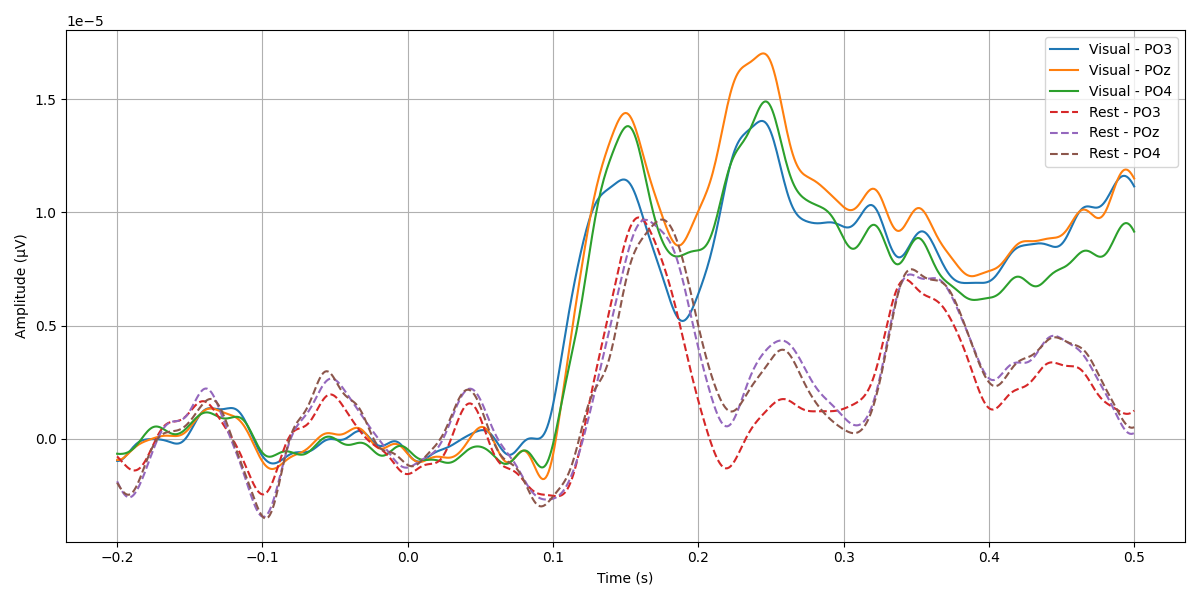 1e−5
Amplitude (µV)
1.5
1.0
0.5
0.0
−0.2
−0.1
0.0
0.1
0.2
0.3
0.4
0.5
Time (s)
Visual - PO3
Visual - POz
Visual - PO4
Rest - PO3
Rest - POz
Rest - PO4